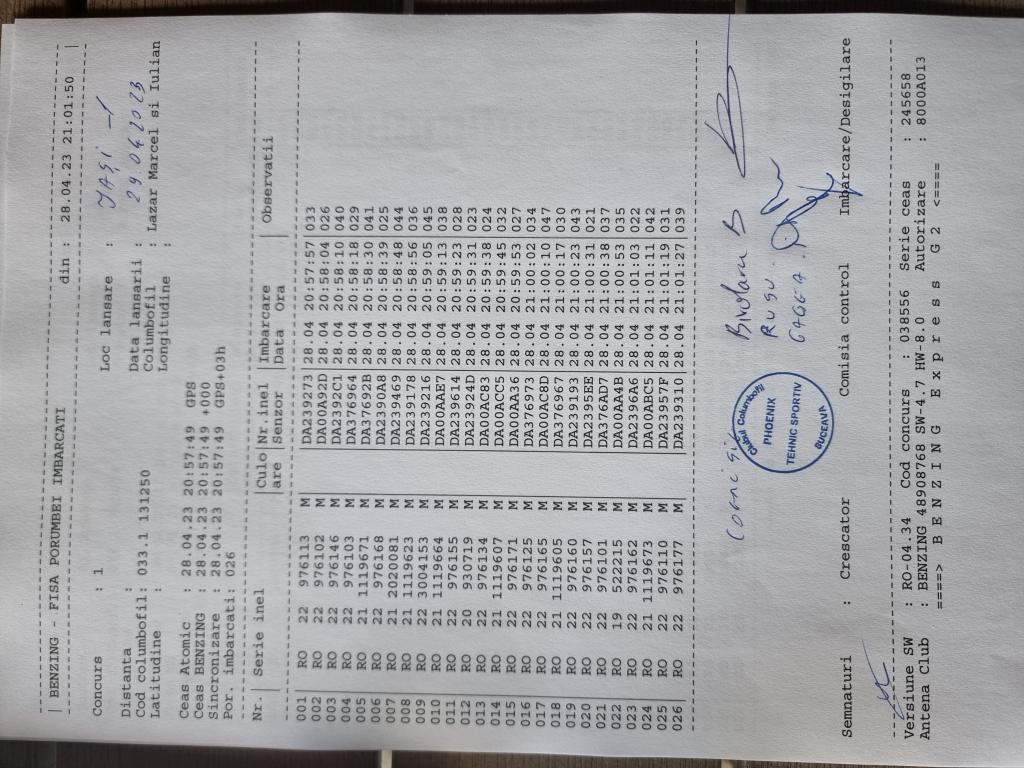 | BENZING - FISA PORUMBEI IMBARCATI din : 28.04.23 21:01:50 |
Concurs : 1 Loc lansare : IAȘI -1
Distanta : Data lansarii : 29.04.2023
Cod columbofil: 033.1 131250 Columbofil : Lazar Marcel si Iulian
Latitudine : Longitudine :
Ceas Atomic : 28.04.23 20:57:49 GPS
Ceas BENZING : 28.04.23 20:57:49 +000
Sincronizare : 28.04.23 20:57:49 GPS+03h
Por. imbarcati: 026
Nr.| Serie inel |Culo|Nr.inel |Imbarcare | Observatii
|are |Senzor |Data Ora |
001| RO 22 976113 M |DA239273| 28.04 20:57:57| 033
002| RO 22 976102 M |DA00A92D| 28.04 20:58:04| 026
003| RO 22 976146 M |DA2392C1| 28.04 20:58:10| 040
004| RO 22 976103 M |DA376964| 28.04 20:58:18| 029
005| RO 21 1119671 M |DA37692B| 28.04 20:58:30| 041
006| RO 22 976168 M |DA2390A8| 28.04 20:58:39| 025
007| RO 21 2020081 M |DA239469| 28.04 20:58:48| 044
008| RO 21 1119623 M |DA239178| 28.04 20:58:56| 036
009| RO 22 3004153 M |DA239216| 28.04 20:59:05| 045
010| RO 21 1119664 M |DA00AAE7| 28.04 20:59:13| 038
011| RO 22 976155 M |DA239614| 28.04 20:59:23| 028
012| RO 20 930719 M |DA23924D| 28.04 20:59:31| 023
013| RO 22 976134 M |DA00AC83| 28.04 20:59:38| 024
014| RO 21 1119607 M |DA00ACC5| 28.04 20:59:45| 032
015| RO 22 976171 M |DA00AA36| 28.04 20:59:53| 027
016| RO 22 976125 M |DA376973| 28.04 21:00:02| 034
017| RO 22 976165 M |DA00AC8D| 28.04 21:00:10| 047
018| RO 21 1119605 M |DA376967| 28.04 21:00:17| 030
019| RO 22 976160 M |DA239193| 28.04 21:00:23| 043
020| RO 22 976157 M |DA2395EE| 28.04 21:00:31| 021
021| RO 22 976101 M |DA376AD7| 28.04 21:00:38| 037
022| RO 19 522215 M |DA00AA4B| 28.04 21:00:53| 035
023| RO 22 976162 M |DA2396A6| 28.04 21:01:03| 022
024| RO 21 1119673 M |DA00ABC5| 28.04 21:01:11| 042
025| RO 22 976110 M |DA23957F| 28.04 21:01:19| 031
026| RO 22 976177 M |DA239310| 28.04 21:01:27| 039
B
RUSU
GAGEA
Clubul Columbofil
PHOENIX
TEHNIC SPORTIV
SUCEAVA
Semnaturi : Crescator Comisia control Imbarcare/Desigilare
Versiune SW : RO-04.34 Cod concurs : 038556 Serie ceas : 245658
Antena Club : BENZING 48908768 SW-4.7 HW-8.0 Autorizare : 8000A013
====> B E N Z I N G E x p r e s s G 2 <====